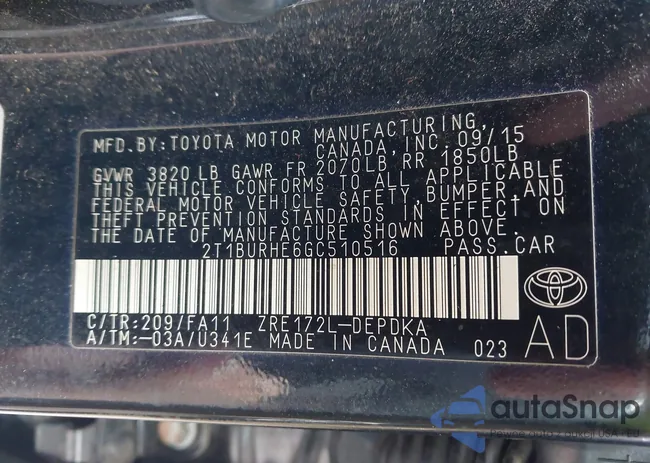 MFD.BY:TOYOTA MOTOR MANUFACTURING,
CANADA,INC. 09/15
GVWR 3820 LB GAWR FR 2070LB,RR 1850LB
THIS VEHICLE CONFORMS TO ALL APPLICABLE
FEDERAL MOTOR VEHICLE SAFETY,BUMPER,AND
THEFT PREVENTION STANDARDS IN EFFECT ON
THE DATE OF MANUFACTURE SHOWN ABOVE.
2T1BURHE6GC510516 PASS.CAR
C/TR:209/FA11 ZRE172L-DEPDKA
A/TM:-03A/U341E MADE IN CANADA 023
AD
autoSnap